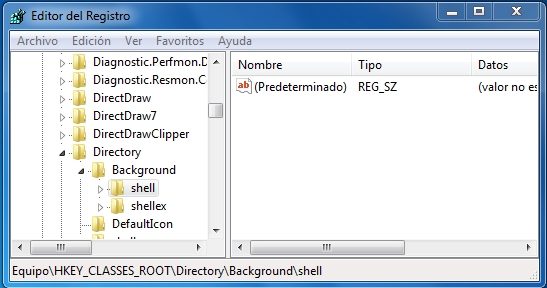 Editor del Registro
Archivo Edición Ver Favoritos Ayuda
Diagnostic.Perfmon.D
Diagnostic.Resmon.C
DirectDraw
DirectDraw7
DirectDrawClipper
Directory
Background
shell
shellex
DefaultIcon
Nombre Tipo Datos
ab (Predeterminado) REG_SZ (valor no es
Equipo\HKEY_CLASSES_ROOT\Directory\Background\shell